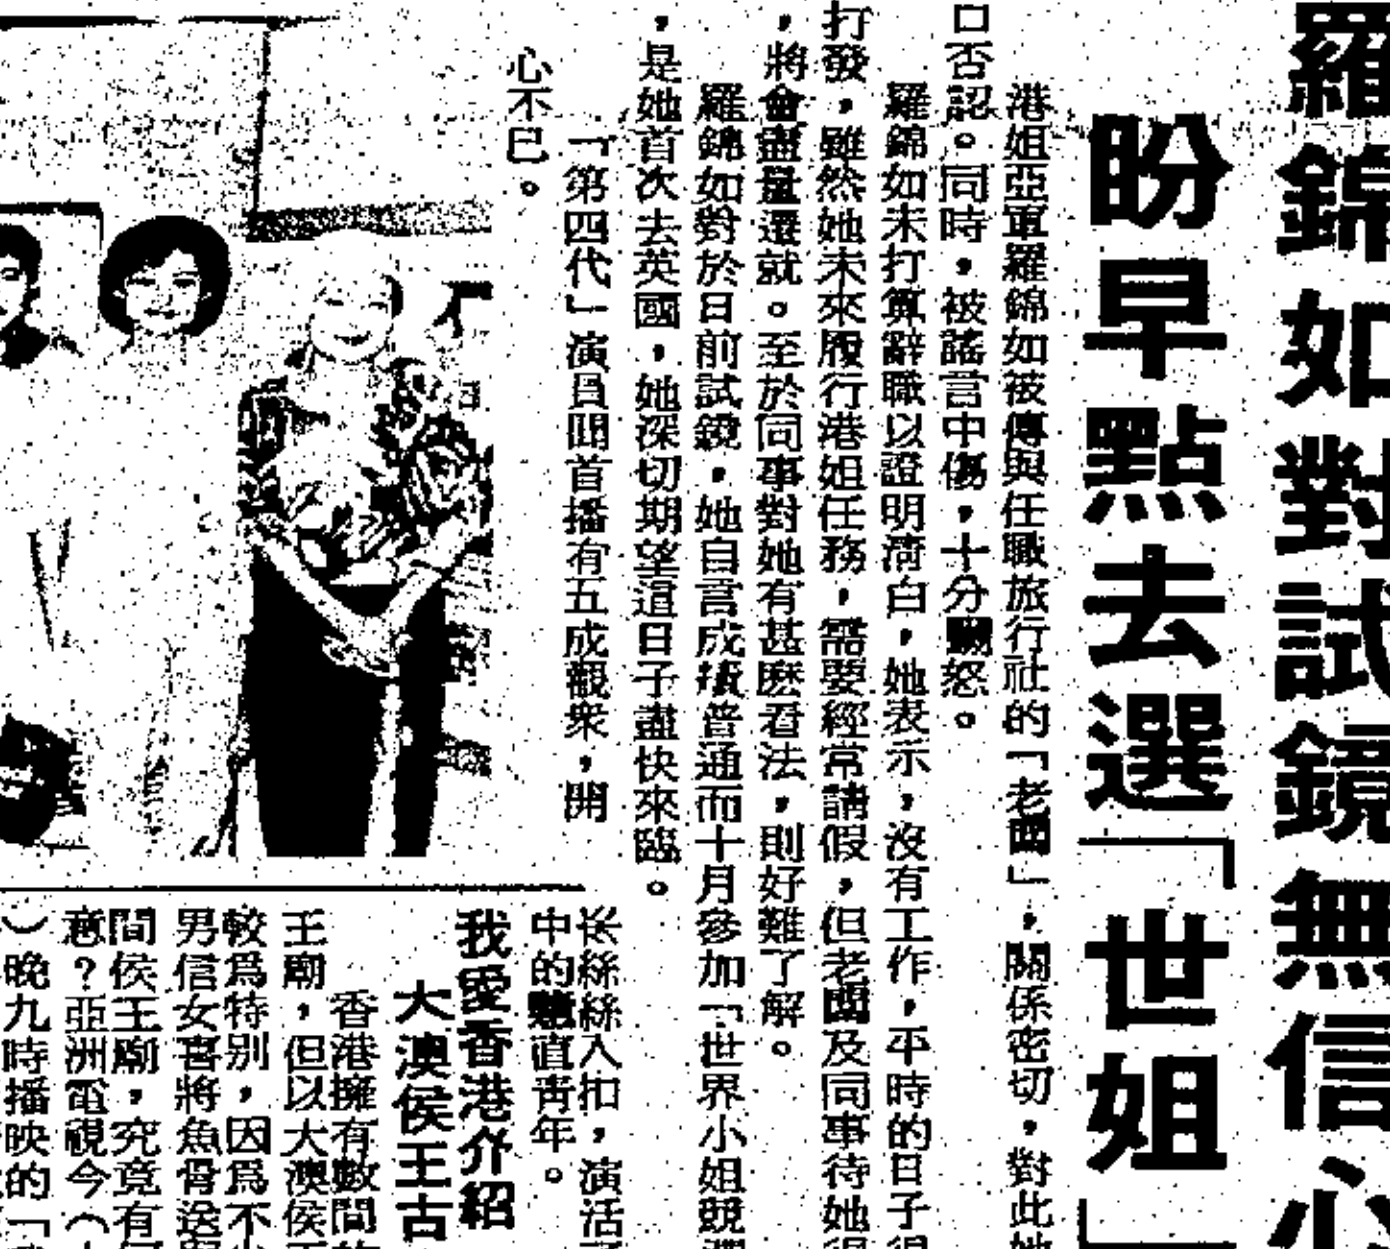 羅錦如對試鏡無信心
盼早點去選「世姐」
港姐亞軍羅錦如被傳與任職旅行社的「老闆」,關係密切,對此她
口否認。同時,被謠言中傷,十分嬲怒。
羅錦如未打算辭職以證明清白,她表示,沒有工作,平時的日子得
打發,雖然她未來履行港姐任務,需要經常請假,但老闆及同事待她很
,將會盡量遷就。至於同事對她有甚麽看法,則好難了解。
羅錦如對於日前試鏡,她自言成績普通而十月參加「世界小姐競選
,是她首次去英國,她深切期望這日子盡快來臨。
「第四代」演員聞首播有五成觀衆,開
心不已。
絲絲入扣,演活了
中的戇直青年。
我愛香港介紹
大澳侯王古
香港擁有數間的
王廟,但以大澳侯王
較爲特別,因爲不少
男信女喜將魚骨送與
間侯王廟,究竟有何
意?亞洲電視今(
)晚九時播映的「